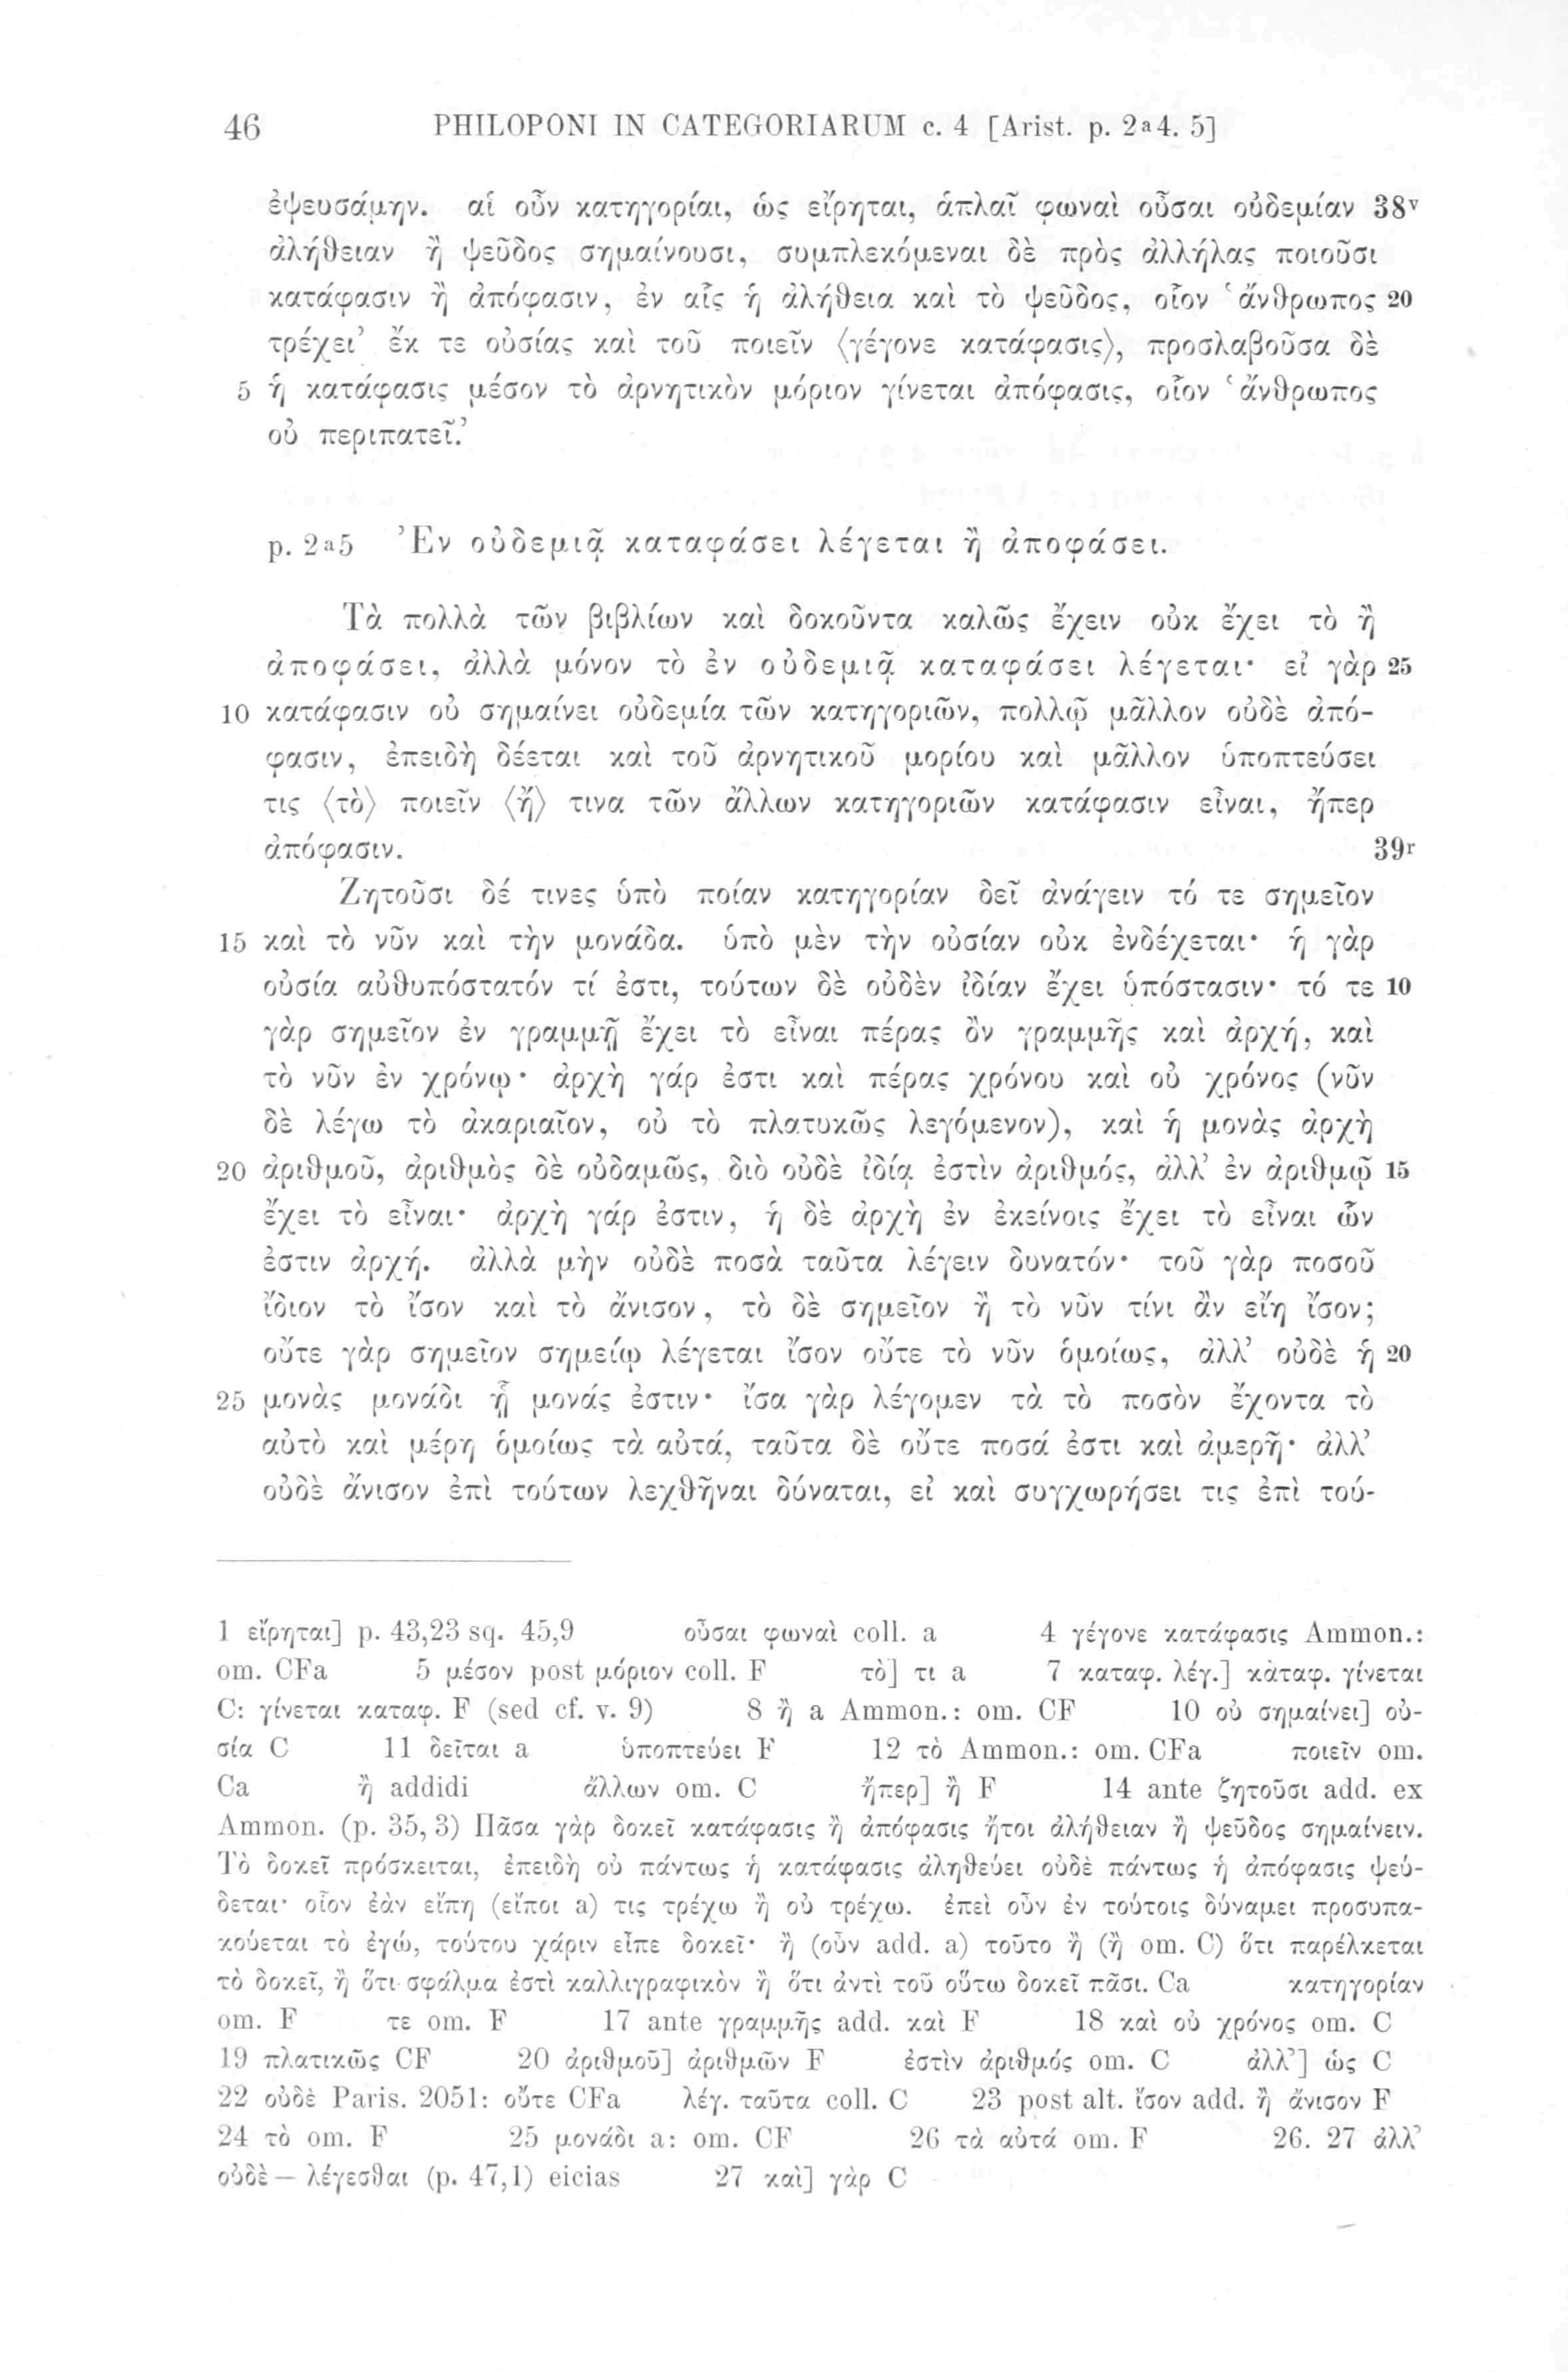 46 PHILOPONI IN CATEGORIARUM c. 4 [Arist. p. 2ᵃ4. 5]
ἐψευσάμην. αἱ οὖν κατηγορίαι, ὡς εἴρηται, ἁπλαῖ φωναὶ οὖσαι οὐδεμίαν 38ᵛ
ἀλήθειαν ἢ ψεῦδος σημαίνουσι, συμπλεκόμεναι δὲ πρὸς ἀλλήλας ποιοῦσι
κατάφασιν ἢ ἀπόφασιν, ἐν αἷς ἡ ἀλήθεια καὶ τὸ ψεῦδος, οἷον ‘ἄνθρωπος 20
τρέχει’ ἔκ τε οὐσίας καὶ τοῦ ποιεῖν ⟨γέγονε κατάφασις⟩, προσλαβοῦσα δὲ
5 ἡ κατάφασις μέσον τὸ ἀρνητικὸν μόριον γίνεται ἀπόφασις, οἷον ‘ἄνθρωπος
οὐ περιπατεῖ.’
p. 2ᵃ5 Ἐν οὐδεμιᾷ καταφάσει λέγεται ἢ ἀποφάσει.
Τὰ πολλὰ τῶν βιβλίων καὶ δοκοῦντα καλῶς ἔχειν οὐκ ἔχει τὸ ἢ
ἀποφάσει, ἀλλὰ μόνον τὸ ἐν οὐδεμιᾷ καταφάσει λέγεται· εἰ γὰρ 25
10 κατάφασιν οὐ σημαίνει οὐδεμία τῶν κατηγοριῶν, πολλῷ μᾶλλον οὐδὲ ἀπό-
φασιν, ἐπειδὴ δέεται καὶ τοῦ ἀρνητικοῦ μορίου καὶ μᾶλλον ὑποπτεύσει
τις ⟨τὸ⟩ ποιεῖν ⟨ἤ⟩ τινα τῶν ἄλλων κατηγοριῶν κατάφασιν εἶναι, ἤπερ
ἀπόφασιν. 39ʳ
Ζητοῦσι δέ τινες ὑπὸ ποίαν κατηγορίαν δεῖ ἀνάγειν τό τε σημεῖον
15 καὶ τὸ νῦν καὶ τὴν μονάδα. ὑπὸ μὲν τὴν οὐσίαν οὐκ ἐνδέχεται· ἡ γὰρ
οὐσία αὐθυπόστατόν τί ἐστι, τούτων δὲ οὐδὲν ἰδίαν ἔχει ὑπόστασιν· τό τε 10
γὰρ σημεῖον ἐν γραμμῇ ἔχει τὸ εἶναι πέρας ὂν γραμμῆς καὶ ἀρχή, καὶ
τὸ νῦν ἐν χρόνῳ· ἀρχὴ γάρ ἐστι καὶ πέρας χρόνου καὶ οὐ χρόνος (νῦν
δὲ λέγω τὸ ἀκαριαῖον, οὐ τὸ πλατυκῶς λεγόμενον), καὶ ἡ μονὰς ἀρχὴ
20 ἀριθμοῦ, ἀριθμὸς δὲ οὐδαμῶς, διὸ οὐδὲ ἰδίᾳ ἐστὶν ἀριθμός, ἀλλ’ ἐν ἀριθμῷ 15
ἔχει τὸ εἶναι· ἀρχὴ γάρ ἐστιν, ἡ δὲ ἀρχὴ ἐν ἐκείνοις ἔχει τὸ εἶναι ὧν
ἐστιν ἀρχή. ἀλλὰ μὴν οὐδὲ ποσὰ ταῦτα λέγειν δυνατόν· τοῦ γὰρ ποσοῦ
ἴδιον τὸ ἴσον καὶ τὸ ἄνισον, τὸ δὲ σημεῖον ἢ τὸ νῦν τίνι ἂν εἴη ἴσον;
οὔτε γὰρ σημεῖον σημείῳ λέγεται ἴσον οὔτε τὸ νῦν ὁμοίως, ἀλλ’ οὐδὲ ἡ 20
25 μονὰς μονάδι ᾗ μονάς ἐστιν· ἴσα γὰρ λέγομεν τὰ τὸ ποσὸν ἔχοντα τὸ
αὐτὸ καὶ μέρη ὁμοίως τὰ αὐτά, ταῦτα δὲ οὔτε ποσά ἐστι καὶ ἀμερῆ· ἀλλ’
οὐδὲ ἄνισον ἐπὶ τούτων λεχθῆναι δύναται, εἰ καὶ συγχωρήσει τις ἐπὶ τού-
1 εἴρηται] p. 43,23 sq. 45,9 οὖσαι φωναὶ coll. a 4 γέγονε κατάφασις Ammon.:
om. CFa 5 μέσον post μόριον coll. F τὸ] τι a 7 καταφ. λέγ.] κάταφ. γίνεται
C: γίνεται καταφ. F (sed cf. v. 9) 8 ἢ a Ammon.: om. CF 10 οὐ σημαίνει] οὐ-
σία C 11 δεῖται a ὑποπτεύει F 12 τὸ Ammon.: om. CFa ποιεῖν om.
Ca ἢ addidi ἄλλων om. C ἤπερ] ἢ F 14 ante ζητοῦσι add. ex
Ammon. (p. 35, 3) Πᾶσα γὰρ δοκεῖ κατάφασις ἢ ἀπόφασις ἤτοι ἀλήθειαν ἢ ψεῦδος σημαίνειν.
Τὸ δοκεῖ πρόσκειται, ἐπειδὴ οὐ πάντως ἡ κατάφασις ἀληθεύει οὐδὲ πάντως ἡ ἀπόφασις ψεύ-
δεται· οἷον ἐὰν εἴπῃ (εἴποι a) τις τρέχω ἢ οὐ τρέχω. ἐπεὶ οὖν ἐν τούτοις δύναμει προσυπα-
κούεται τὸ ἐγώ, τούτου χάριν εἶπε δοκεῖ· ἢ (οὖν add. a) τοῦτο ἢ (ἢ om. C) ὅτι παρέλκεται
τὸ δοκεῖ, ἢ ὅτι σφάλμα ἐστὶ καλλιγραφικὸν ἢ ὅτι ἀντὶ τοῦ οὕτω δοκεῖ πᾶσι. Ca κατηγορίαν
om. F τε om. F 17 ante γραμμῆς add. καὶ F 18 καὶ οὐ χρόνος om. C
19 πλατικῶς CF 20 ἀριθμοῦ] ἀριθμῶν F ἐστὶν ἀριθμός om. C ἀλλ’] ὡς C
22 οὐδὲ Paris. 2051: οὔτε CFa λέγ. ταῦτα coll. C 23 post alt. ἴσον add. ἢ ἄνισον F
24 τὸ om. F 25 μονάδι a: om. CF 26 τὰ αὐτά om. F 26. 27 ἀλλ’
οὐδὲ — λέγεσθαι (p. 47,1) eicias 27 καὶ] γὰρ C